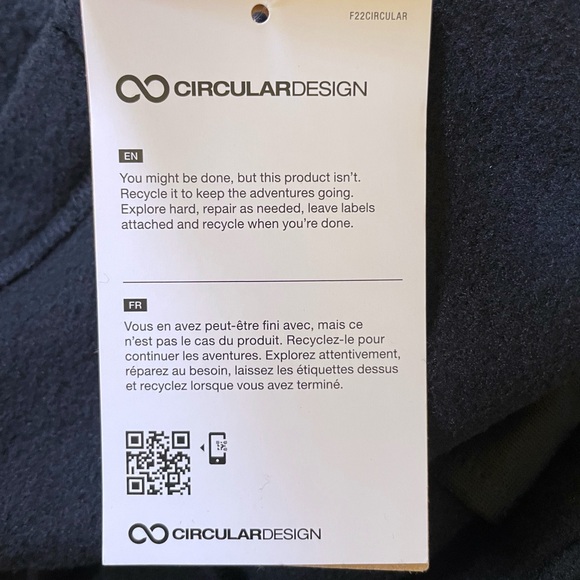 F22CIRCULAR
CIRCULARDESIGN
EN
You might be done, but this product isn't.
Recycle it to keep the adventures going.
Explore hard, repair as needed, leave labels
attached and recycle when you're done.
FR
Vous en avez peut-être fini avec, mais ce
n'est pas le cas du produit. Recyclez-le pour
continuer les aventures. Explorez attentivement,
réparez au besoin, laissez les étiquettes dessus
et recyclez lorsque vous avez terminé.
CIRCULARDESIGN